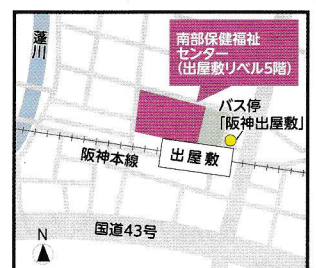 蓬川
南部保健福祉
センター
(出屋敷リベル5階)
バス停
「阪神出屋敷」
阪神本線
出屋敷
国道43号
N